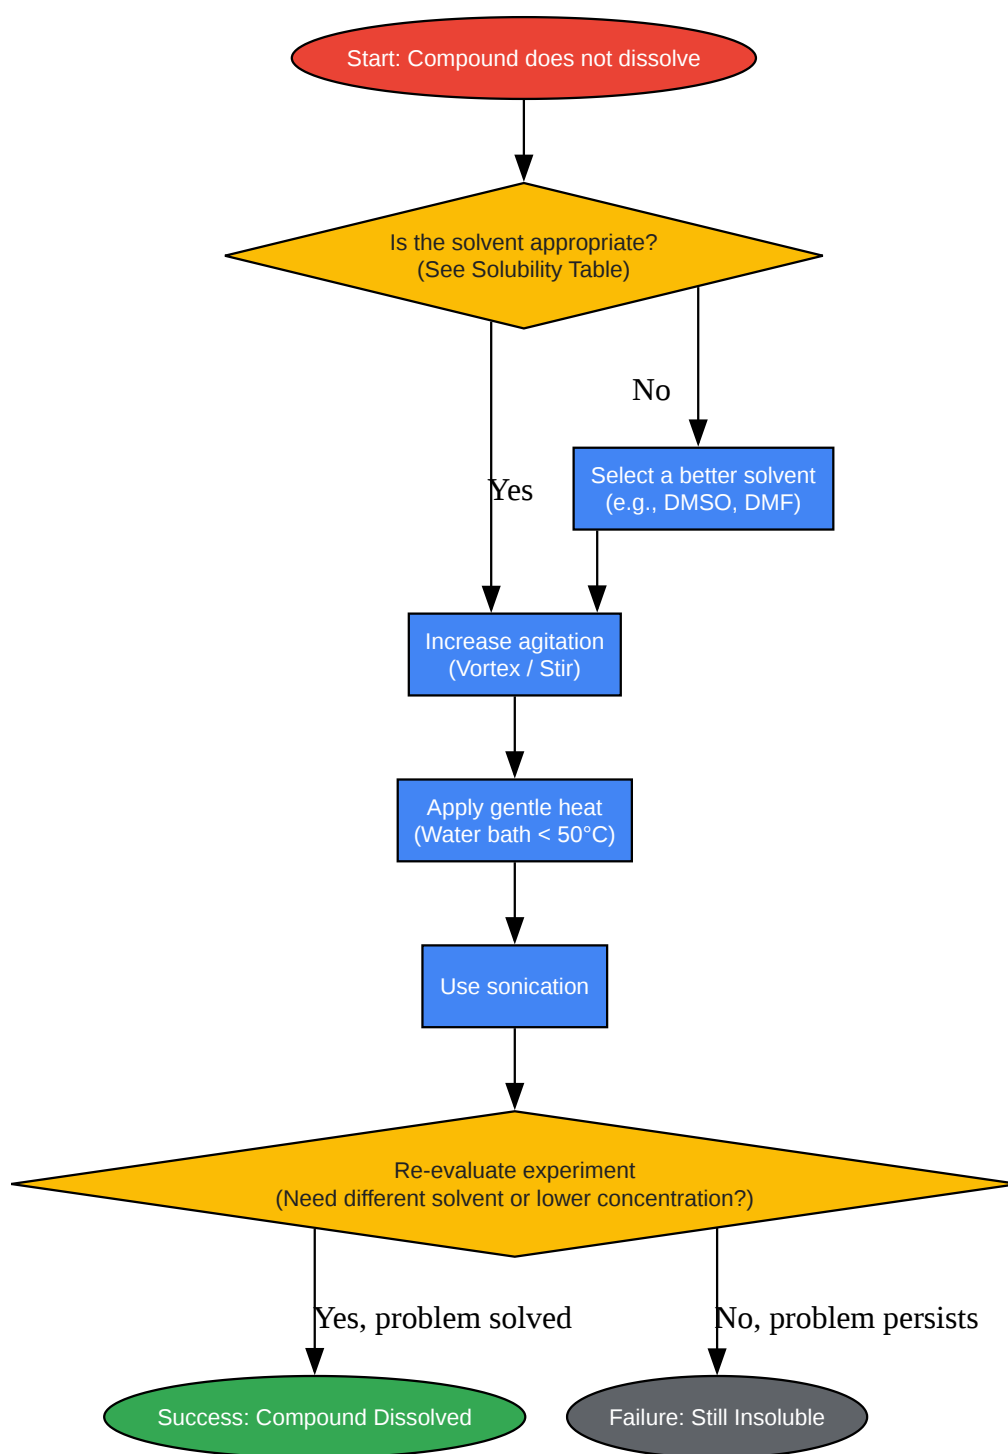 Start: Compound does not dissolve
Is the solvent appropriate?
(See Solubility Table)
No
Select a better solvent
(e.g., DMSO, DMF)
Yes
Increase agitation
(Vortex / Stir)
Apply gentle heat
(Water bath < 50°C)
Use sonication
Re-evaluate experiment
(Need different solvent or lower concentration?)
Yes, problem solved
No, problem persists
Success: Compound Dissolved
Failure: Still Insoluble